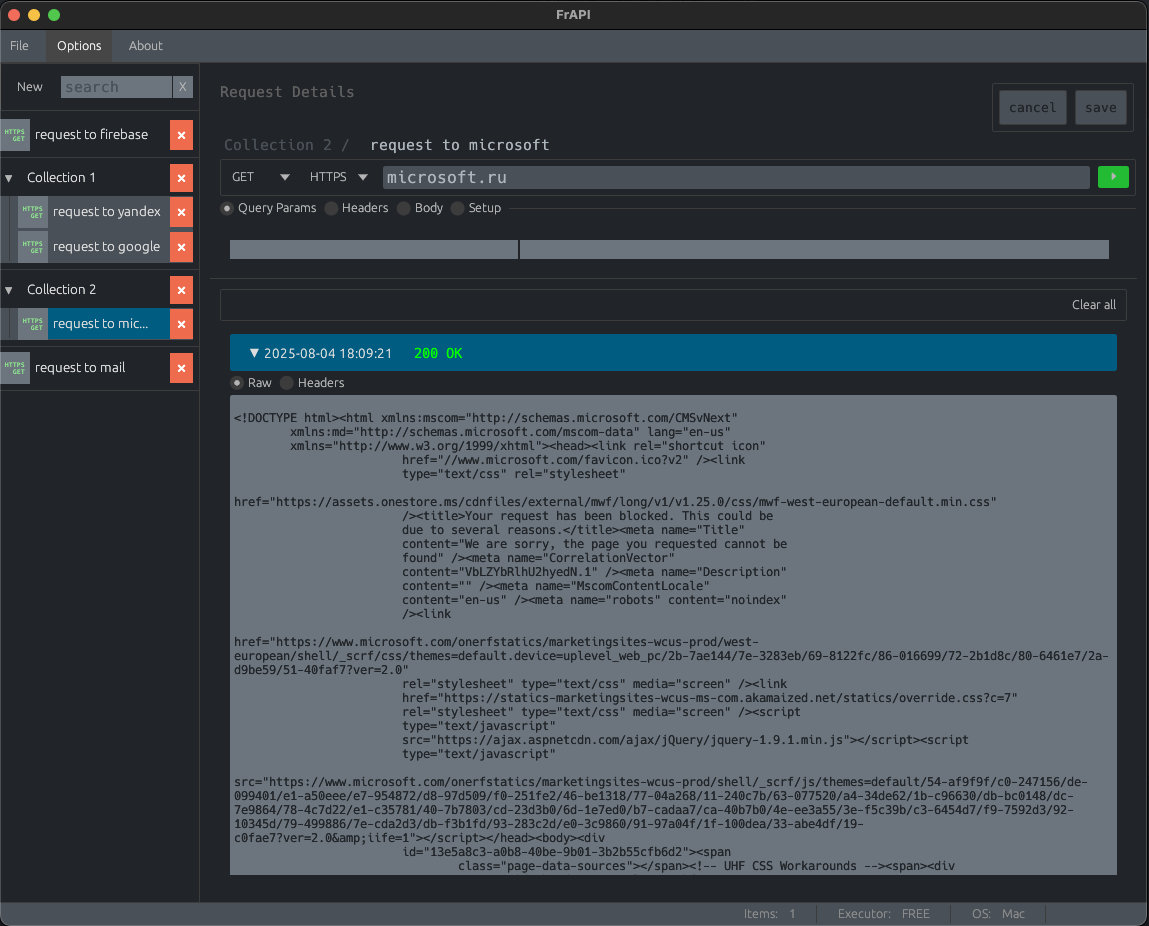 FrAPI
File Options About
New search X
Request Details
cancel save
HTTPS GET request to firebase ×
Collection 2 / request to microsoft
▼ Collection 1 ×
GET ▼ HTTPS ▼ microsoft.ru
HTTPS GET request to yandex ×
Query Params Headers Body Setup
HTTPS GET request to google ×
▼ Collection 2 ×
Clear all
HTTPS GET request to mic... ×
▼ 2025-08-04 18:09:21 200 OK
HTTPS GET request to mail ×
Raw Headers
<!DOCTYPE html><html xmlns:mscom="http://schemas.microsoft.com/CMSvNext"
xmlns:md="http://schemas.microsoft.com/mscom-data" lang="en-us"
xmlns="http://www.w3.org/1999/xhtml"><head><link rel="shortcut icon"
href="//www.microsoft.com/favicon.ico?v2" /><link
type="text/css" rel="stylesheet"
href="https://assets.onestore.ms/cdnfiles/external/mwf/long/v1/v1.25.0/css/mwf-west-european-default.min.css"
/><title>Your request has been blocked. This could be
due to several reasons.</title><meta name="Title"
content="We are sorry, the page you requested cannot be
found" /><meta name="CorrelationVector"
content="VbLZYbRlhU2hyedN.1" /><meta name="Description"
content="" /><meta name="MscomContentLocale"
content="en-us" /><meta name="robots" content="noindex"
/><link
href="https://www.microsoft.com/onerfstatics/marketingsites-wcus-prod/west-
european/shell/_scrf/css/themes=default.device=uplevel_web_pc/2b-7ae144/7e-3283eb/69-8122fc/86-016699/72-2b1d8c/80-6461e7/2a-
d9be59/51-40faf7?ver=2.0"
rel="stylesheet" type="text/css" media="screen" /><link
href="https://statics-marketingsites-wcus-ms-com.akamaized.net/statics/override.css?c=7"
rel="stylesheet" type="text/css" media="screen" /><script
type="text/javascript"
src="https://ajax.aspnetcdn.com/ajax/jQuery/jquery-1.9.1.min.js"></script><script
type="text/javascript"
src="https://www.microsoft.com/onerfstatics/marketingsites-wcus-prod/shell/_scrf/js/themes=default/54-af9f9f/c0-247156/de-
099401/e1-a50eee/e7-954872/d8-97d509/f0-251fe2/46-be1318/77-04a268/11-240c7b/63-077520/a4-34de62/1b-c96630/db-bc0148/dc-
7e9864/78-4c7d22/e1-c35781/40-7b7803/cd-23d3b0/6d-1e7ed0/b7-cadaa7/ca-40b7b0/4e-ee3a55/3e-f5c39b/c3-6454d7/f9-7592d3/92-
10345d/79-499886/7e-cda2d3/db-f3b1fd/93-283c2d/e0-3c9860/91-97a04f/1f-100dea/33-abe4df/19-
c0fae7?ver=2.0&amp;iife=1"></script></head><body><div
id="13e5a8c3-a0b8-40be-9b01-3b2b55cfb6d2"><span
class="page-data-sources"></span><!-- UHF CSS Workarounds --><span><div
Items: 1 Executor: FREE OS: Mac